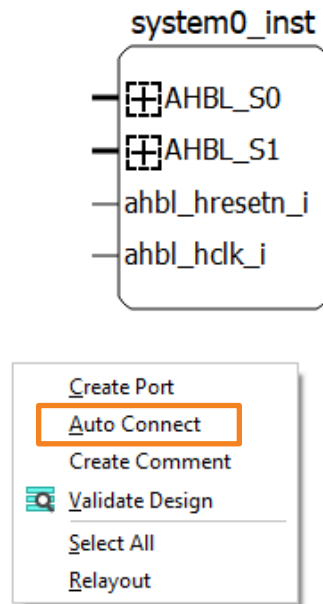 system0_inst
AHBL_S0
AHBL_S1
ahbl_hresetn_i
ahbl_hclk_i
Create Port
Auto Connect
Create Comment
Validate Design
Select All
Relayout